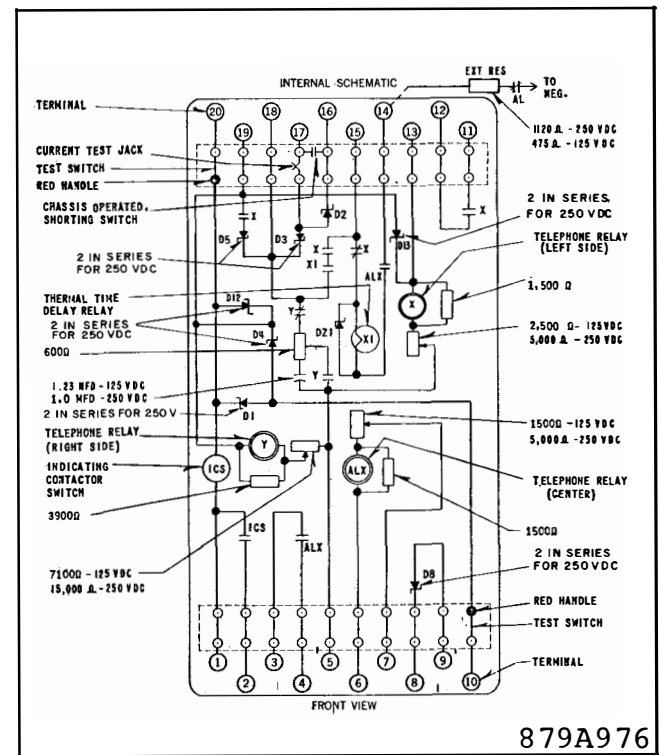 INTERNAL SCHEMATIC
EXT RES
TO
NEG.
AL
1120 Ω - 250 VDC
475 Ω - 125 VDC
TERMINAL
20
18
16
14
12
19
17
15
13
11
CURRENT TEST JACK
TEST SWITCH
RED HANDLE
CHASSIS OPERATED
SHORTING SWITCH
2 IN SERIES
FOR 250 VDC
TELEPHONE RELAY
(LEFT SIDE)
X
D5
D3
D2
X
X1
X
ALX
D13
X
2 IN SERIES
FOR 250 VDC
1,500 Ω
THERMAL TIME
DELAY RELAY
D12
2 IN SERIES
FOR 250 VDC
D4
Y
DZ1
X1
X
2,500 Ω - 125 VDC
5,000 Ω - 250 VDC
600Ω
1.23 MFD - 125 VDC
1.0 MFD - 250 VDC
Y
2 IN SERIES FOR 250 V
D1
1500Ω - 125 VDC
5,000 Ω - 250 VDC
TELEPHONE RELAY
(RIGHT SIDE)
Y
INDICATING
CONTACTOR
SWITCH
ICS
ALX
TELEPHONE RELAY
(CENTER)
3900Ω
1500Ω
ICS
ALX
7100Ω - 125 VDC
15,000 Ω - 250 VDC
D8
2 IN SERIES
FOR 250 VDC
RED HANDLE
TEST SWITCH
1
3
5
7
9
2
4
6
8
10
TERMINAL
FRONT VIEW
879A976